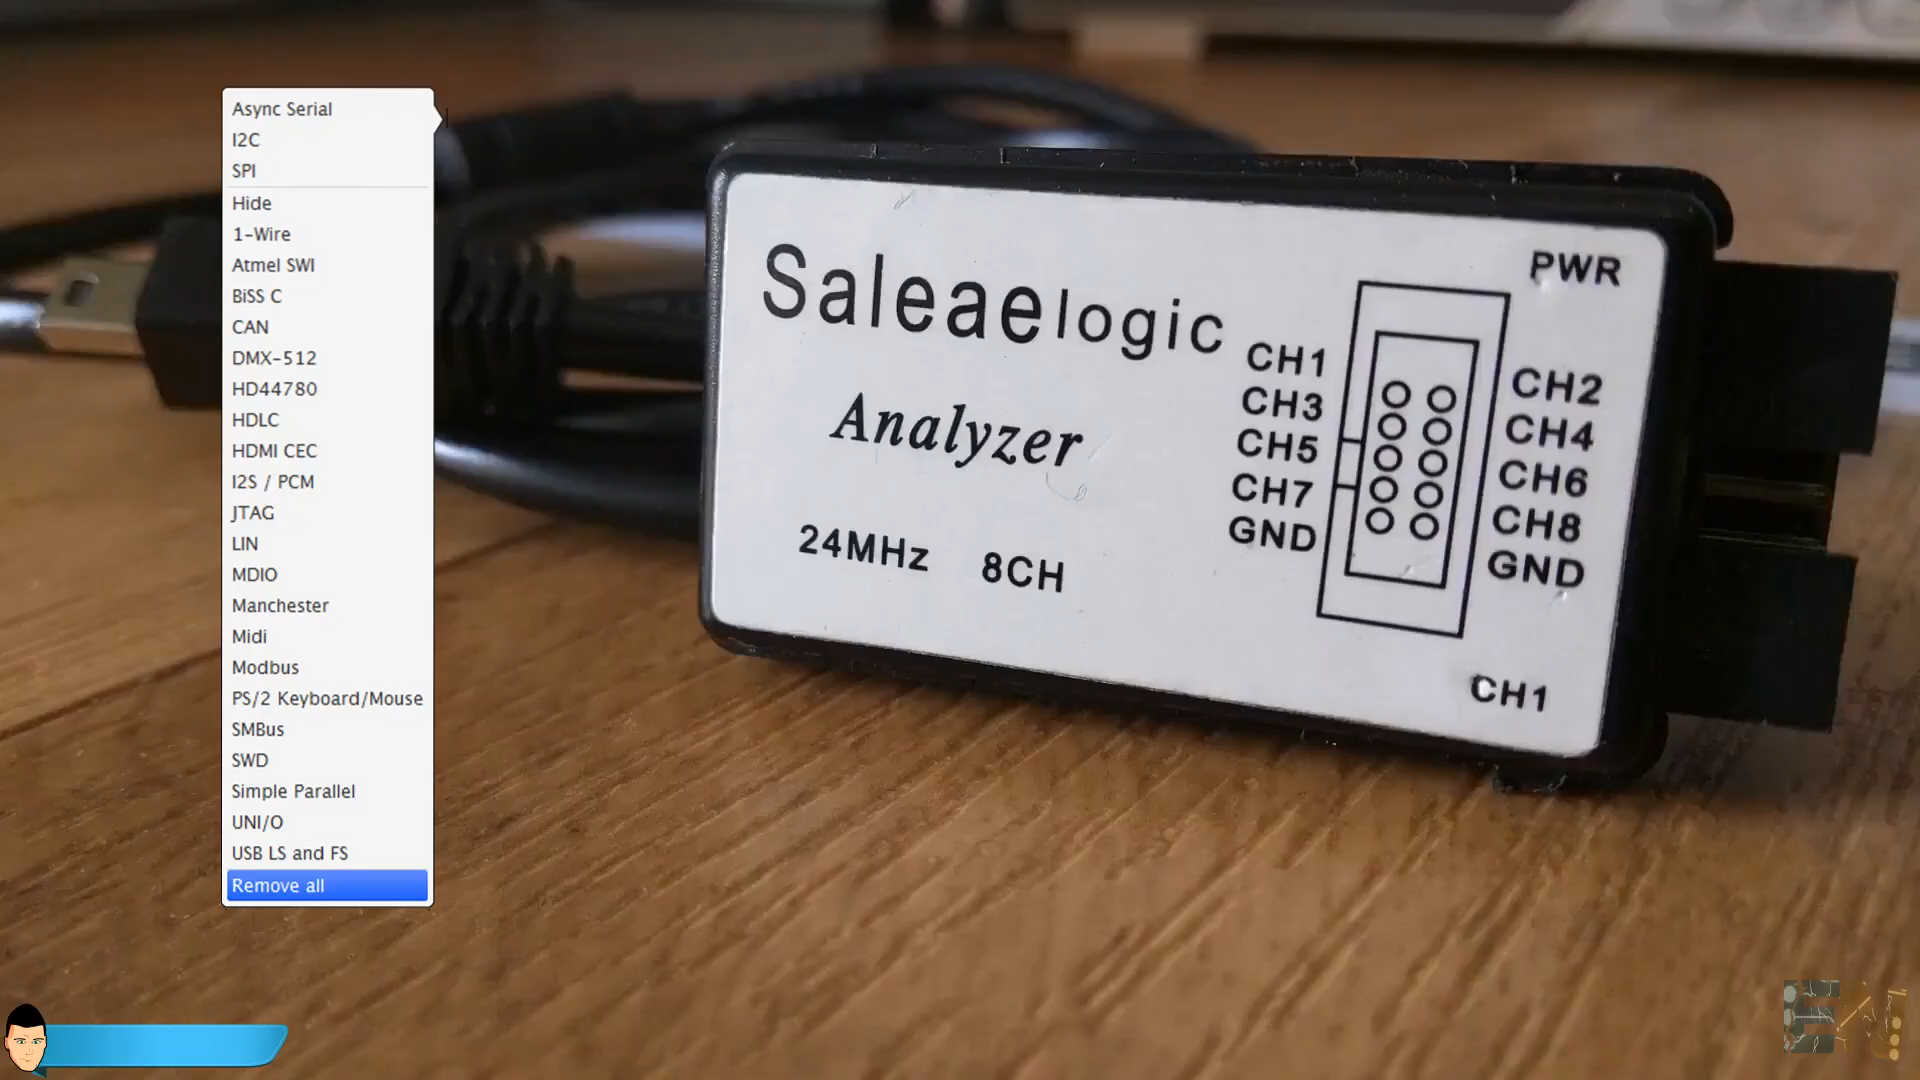 Async Serial
I2C
SPI
Hide
1-Wire
Atmel SWI
BiSS C
CAN
DMX-512
HD44780
HDLC
HDMI CEC
I2S / PCM
JTAG
LIN
MDIO
Manchester
Midi
Modbus
PS/2 Keyboard/Mouse
SMBus
SWD
Simple Parallel
UNI/O
USB LS and FS
Remove all
Saleaelogic
Analyzer
24MHz 8CH
PWR
CH1 CH2
CH3 CH4
CH5 CH6
CH7 CH8
GND GND
CH1